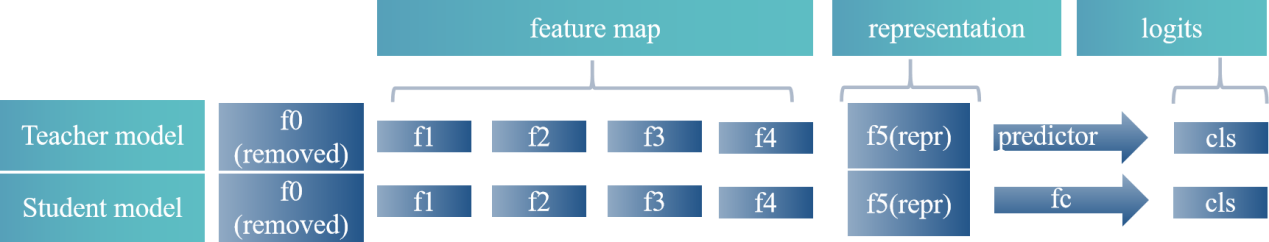 feature map representation logits
Teacher model f0 (removed) f1 f2 f3 f4 f5(repr) predictor cls
Student model f0 (removed) f1 f2 f3 f4 f5(repr) fc cls